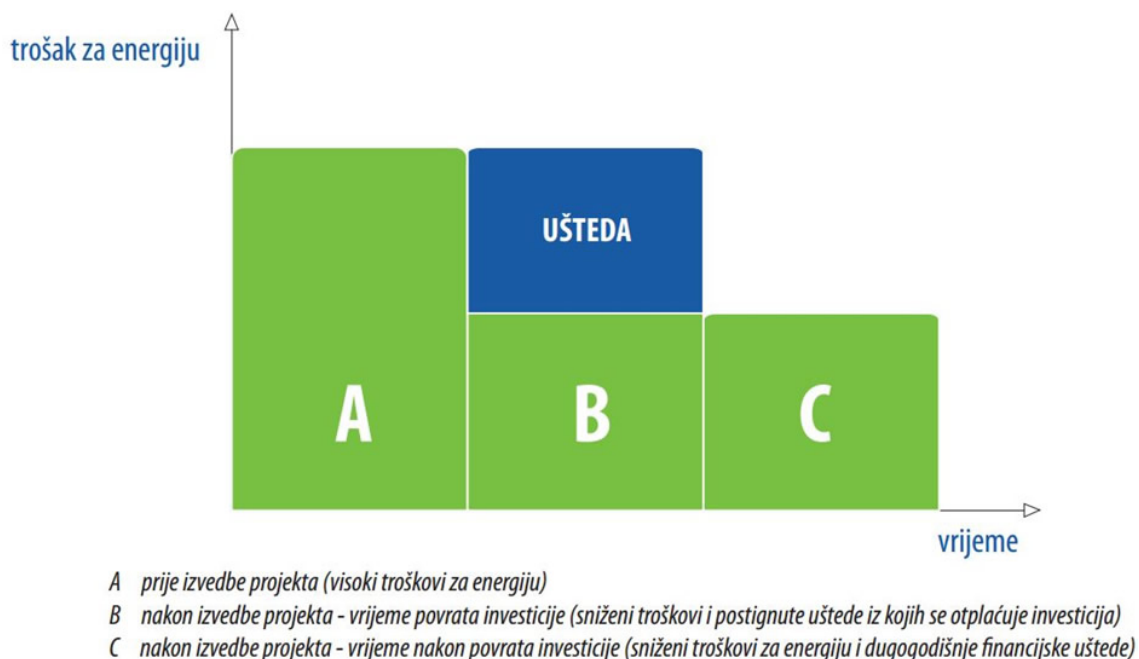 trošak za energiju
UŠTEDA
A
B
C
vrijeme
A prije izvedbe projekta (visoki troškovi za energiju)
B nakon izvedbe projekta - vrijeme povrata investicije (sniženi troškovi i postignute uštede iz kojih se otplaćuje investicija)
C nakon izvedbe projekta - vrijeme nakon povrata investicije (sniženi troškovi za energiju i dugogodišnje financijske uštede)